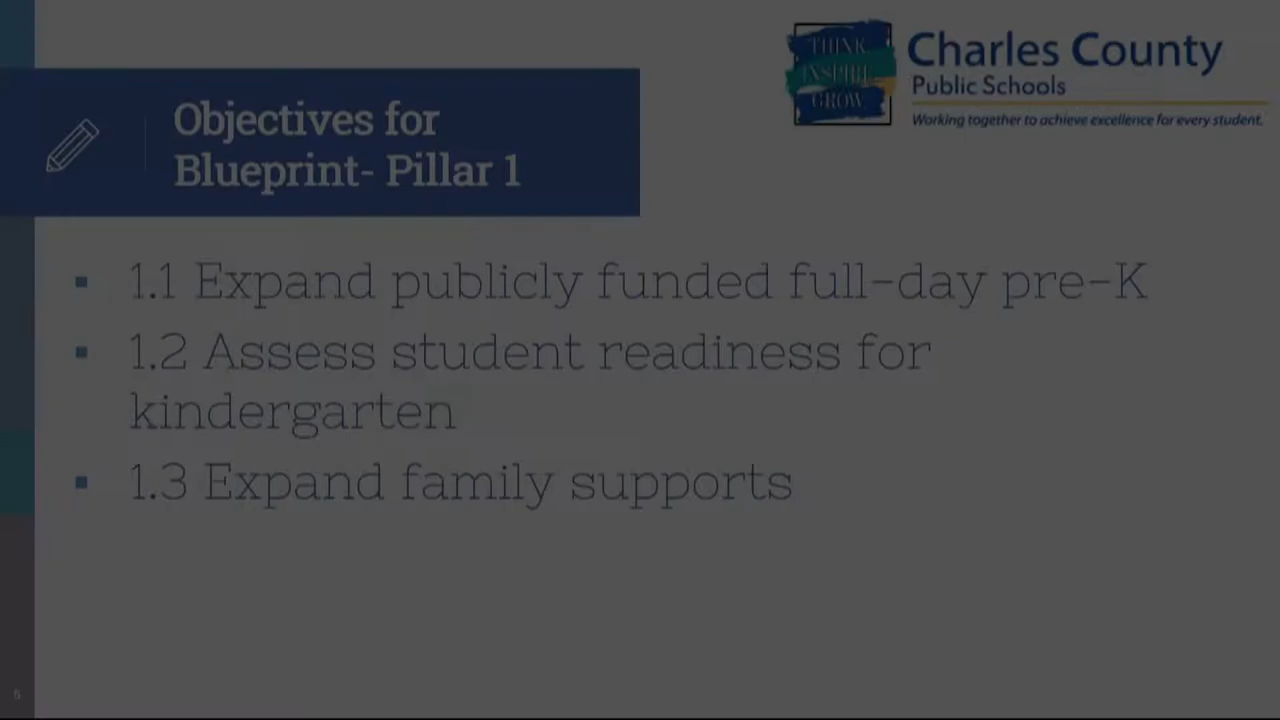 THINK
INSPIRE
GROW
Charles County
Public Schools
Working together to achieve excellence for every student.
Objectives for
Blueprint- Pillar 1
▪ 1.1 Expand publicly funded full-day pre-K
▪ 1.2 Assess student readiness for
kindergarten
▪ 1.3 Expand family supports